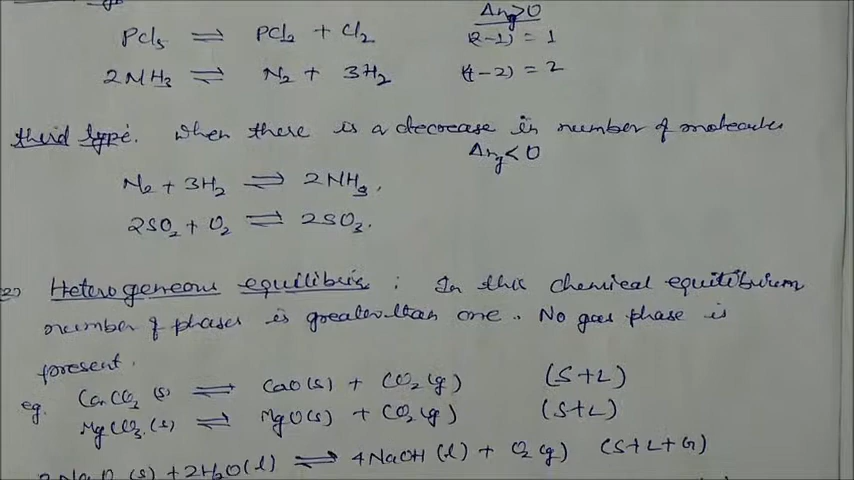 Δng>0
PCl5 ⇌ PCl2 + Cl2 (2-1) = 1
2NH3 ⇌ N2 + 3H2 (4-2) = 2
third type. When there is a decrease in number of molecules
Δng<0
N2 + 3H2 ⇌ 2NH3.
2SO2 + O2 ⇌ 2SO3.
2) Heterogeneous equilibria : In this chemical equilibrium
number of phases is greater than one. No gas phase is
present.
eg. CaCO3 (s) ⇌ CaO(s) + CO2(g) (S+L)
MgCO3.(s) ⇌ MgO(s) + CO2(g) (S+L)
(s) + 2H2O(l) ⇌ 4NaOH(l) + O2(g) (S+L+G)